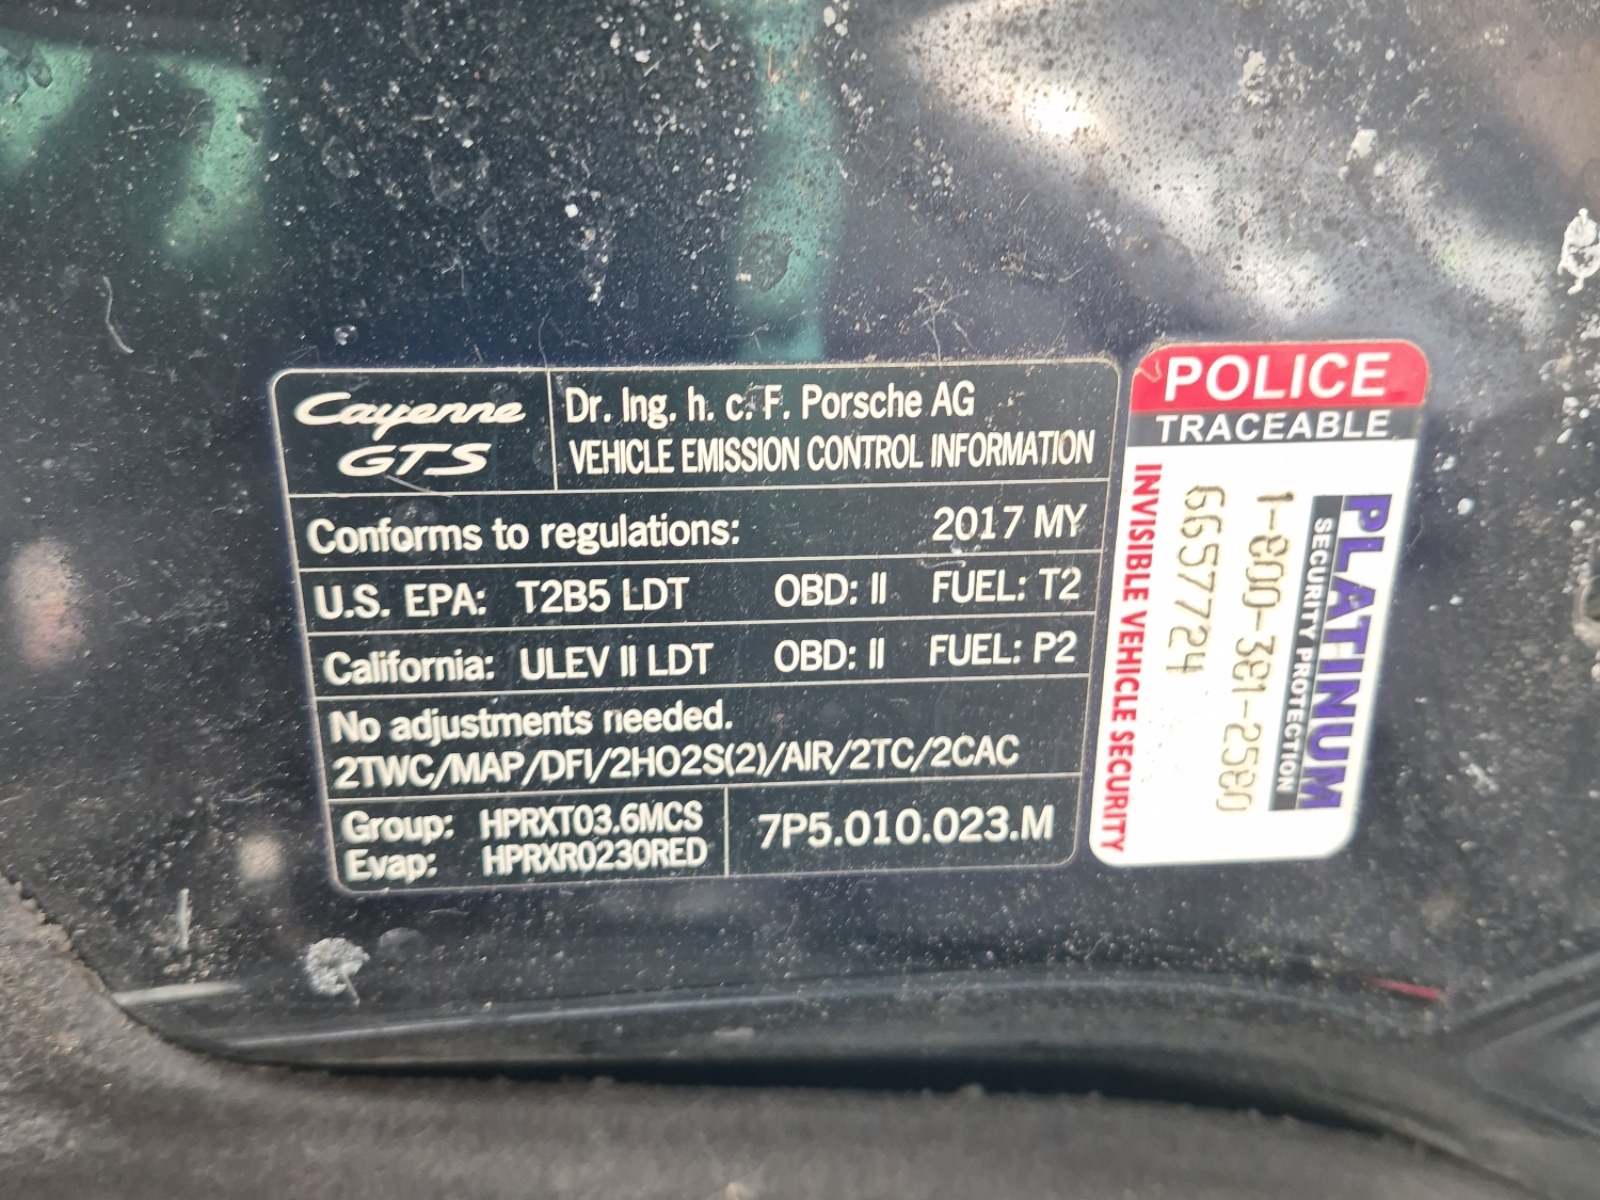 Cayenne
GTS
Dr. Ing. h. c. F. Porsche AG
VEHICLE EMISSION CONTROL INFORMATION
Conforms to regulations: 2017 MY
U.S. EPA: T2B5 LDT OBD: II FUEL: T2
California: ULEV II LDT OBD: II FUEL: P2
No adjustments needed.
2TWC/MAP/DFI/2HO2S(2)/AIR/2TC/2CAC
Group: HPRXT03.6MCS
Evap: HPRXR0230RED
7P5.010.023.M
POLICE
TRACEABLE
PLATINUM
SECURITY PROTECTION
1-800-381-2580
6657724
INVISIBLE VEHICLE SECURITY